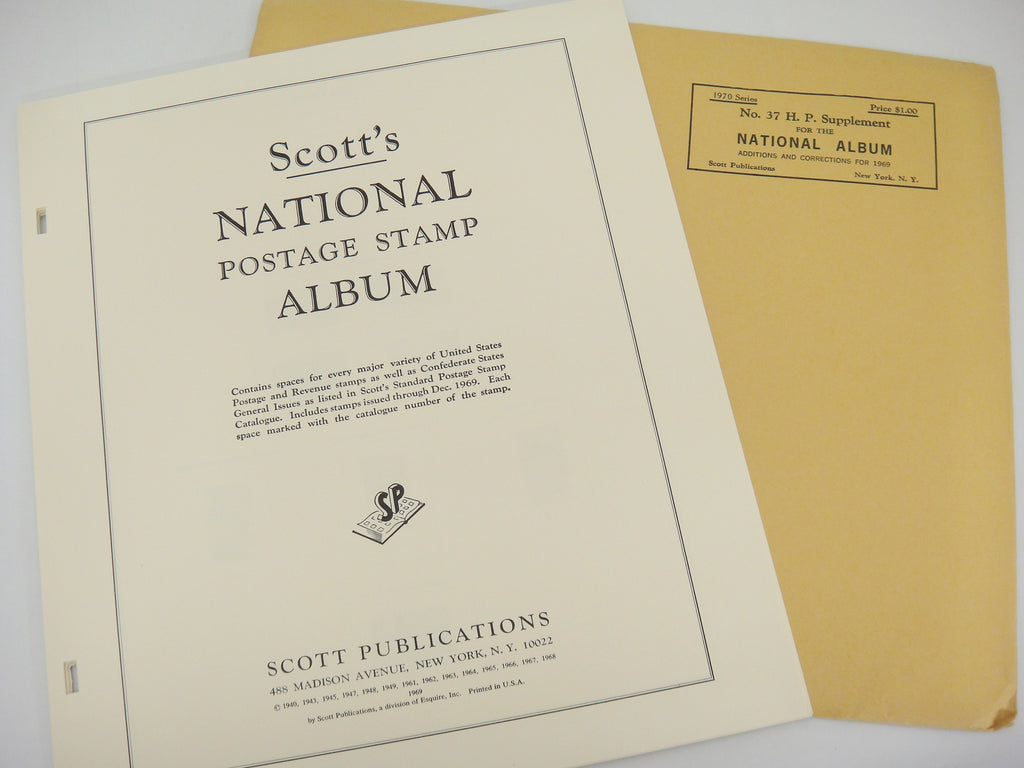 Scott's
NATIONAL
POSTAGE STAMP
ALBUM
Contains spaces for every major variety of United States
Postage and Revenue stamps as well as Confederate States
General Issues as listed in Scott's Standard Postage Stamp
Catalogue. Includes stamps issued through Dec. 1969. Each
space marked with the catalogue number of the stamp.
SP
SCOTT PUBLICATIONS
488 MADISON AVENUE, NEW YORK, N. Y. 10022
© 1940, 1943, 1945, 1947, 1948, 1949, 1961, 1962, 1963, 1964, 1965, 1966, 1967, 1968
1969
by Scott Publications, a division of Esquire, Inc. Printed in U.S.A.
1970 Series Price $1.00
No. 37 H. P. Supplement
FOR THE
NATIONAL ALBUM
ADDITIONS AND CORRECTIONS FOR 1969
Scott Publications New York, N. Y.